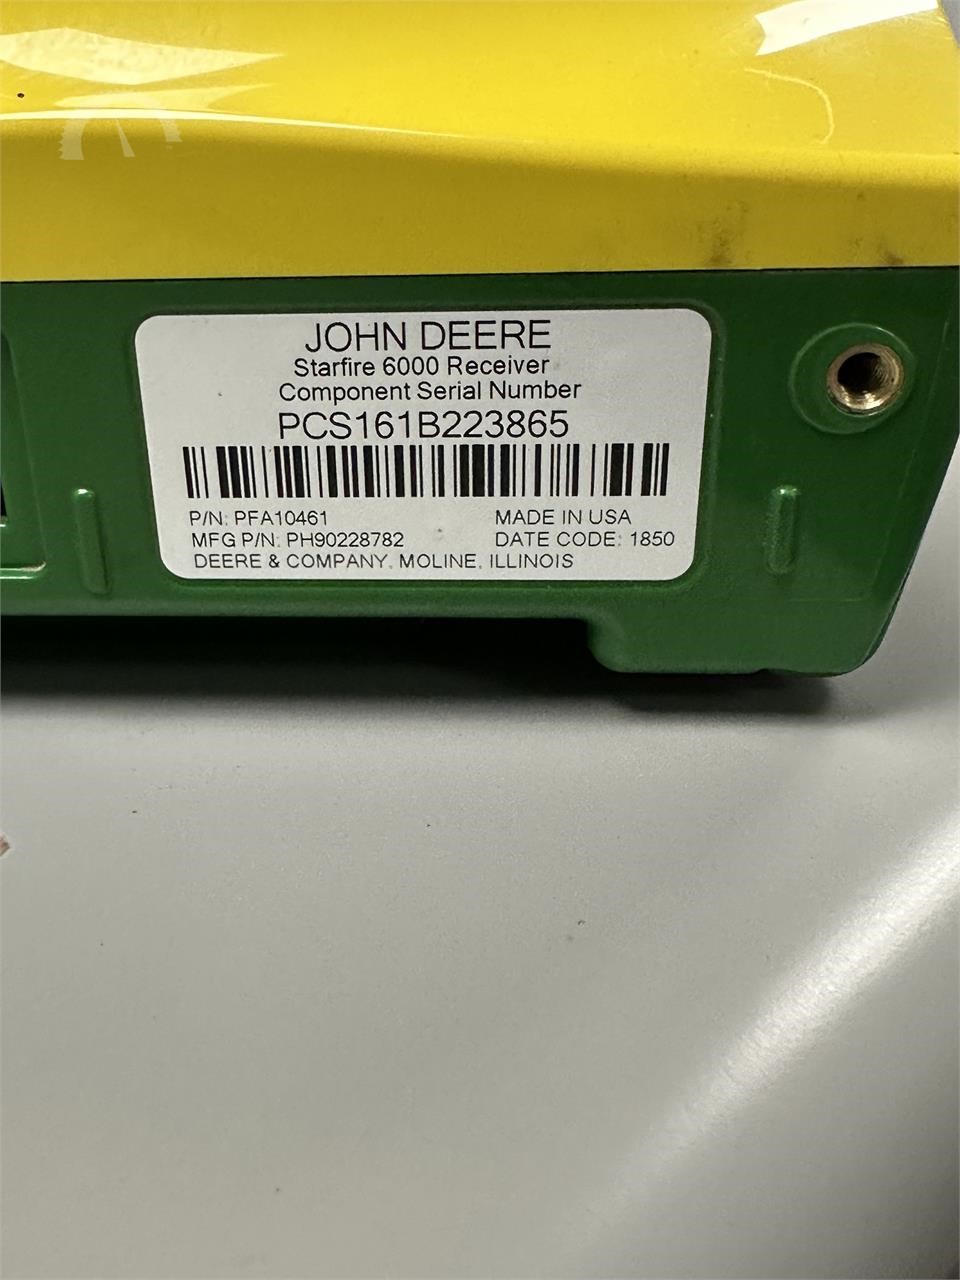 JOHN DEERE
Starfire 6000 Receiver
Component Serial Number
PCS161B223865
P/N: PFA10461 MADE IN USA
MFG P/N: PH90228782 DATE CODE: 1850
DEERE & COMPANY, MOLINE, ILLINOIS